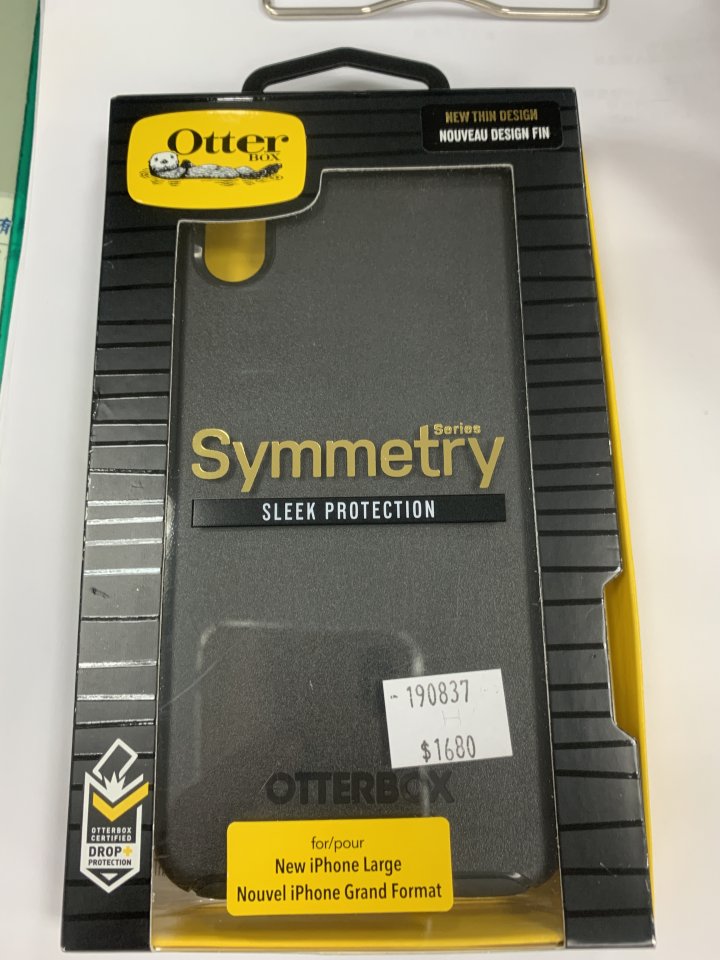 Otter
BOX
NEW THIN DESIGN
NOUVEAU DESIGN FIN
Series
Symmetry
SLEEK PROTECTION
190837
H
$1680
OTTERBOX
OTTERBOX
CERTIFIED
DROP+
PROTECTION
for/pour
New iPhone Large
Nouvel iPhone Grand Format